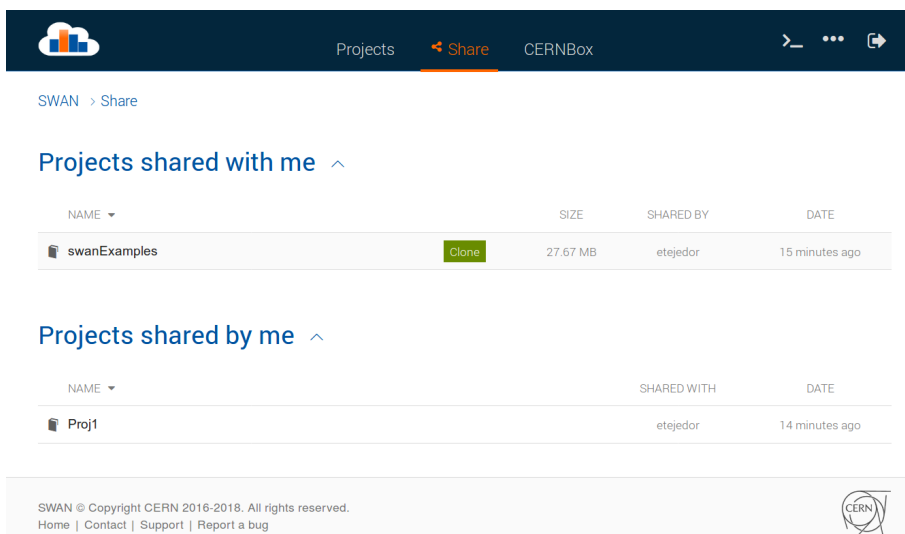 Projects Share CERNBox
SWAN > Share
Projects shared with me
NAME SIZE SHARED BY DATE
swanExamples Clone 27.67 MB etejedor 15 minutes ago
Projects shared by me
NAME SHARED WITH DATE
Proj1 etejedor 14 minutes ago
SWAN © Copyright CERN 2016-2018. All rights reserved.
Home | Contact | Support | Report a bug
CERN